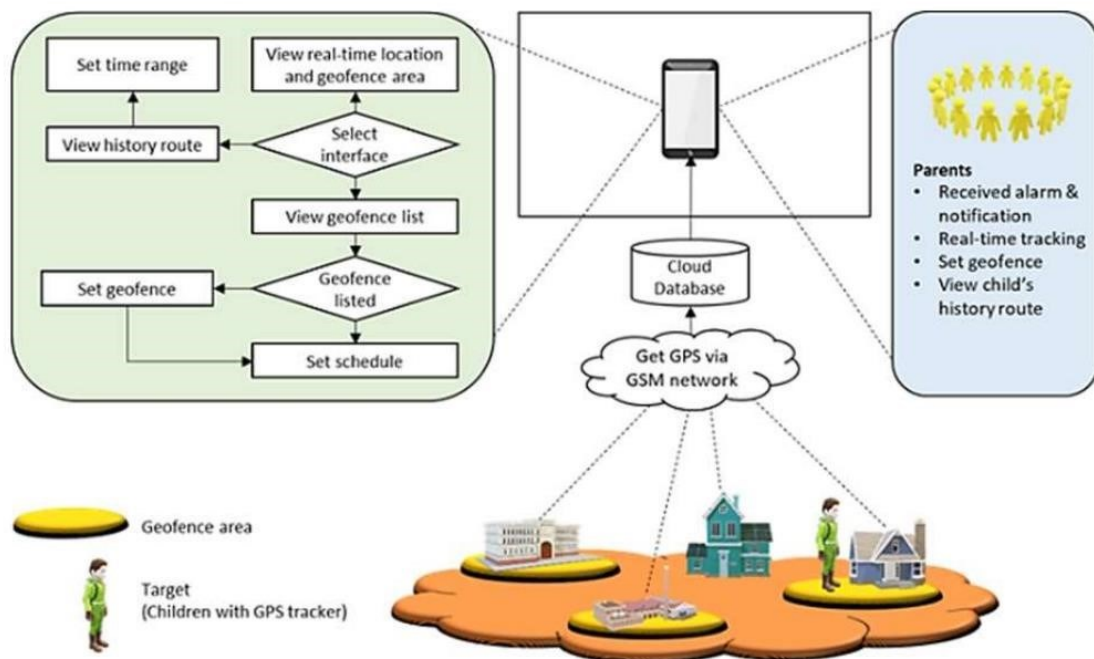 Set time range
View real-time location
and geofence area
View history route
Select
interface
View geofence list
Set geofence
Geofence
listed
Set schedule
Cloud
Database
Get GPS via
GSM network
Parents
• Received alarm &
notification
• Real-time tracking
• Set geofence
• View child's
history route
Geofence area
Target
(Children with GPS tracker)